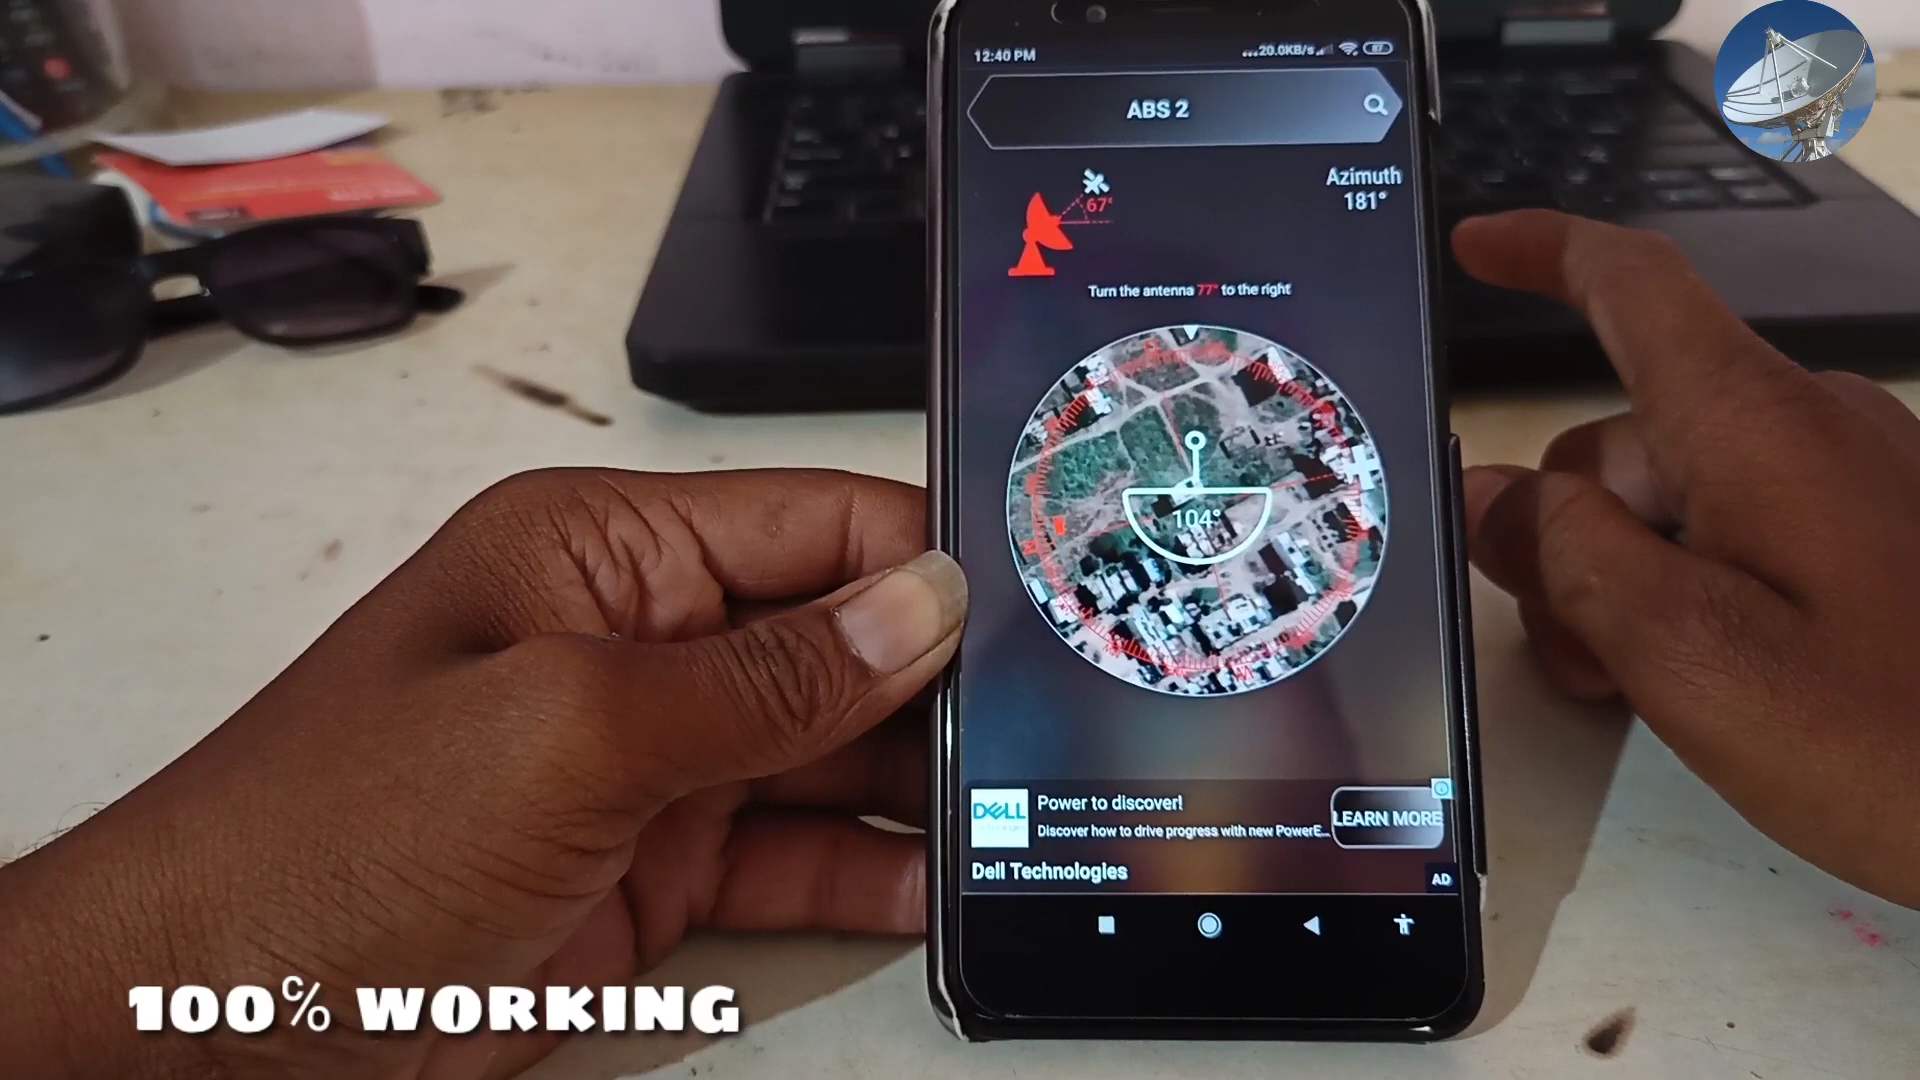 12:40 PM
20.0KB/s
87
ABS 2
67°
Azimuth
181°
Turn the antenna 77° to the right
104°
DELL
Power to discover!
Discover how to drive progress with new PowerE...
LEARN MORE
Dell Technologies
AD
100% WORKING